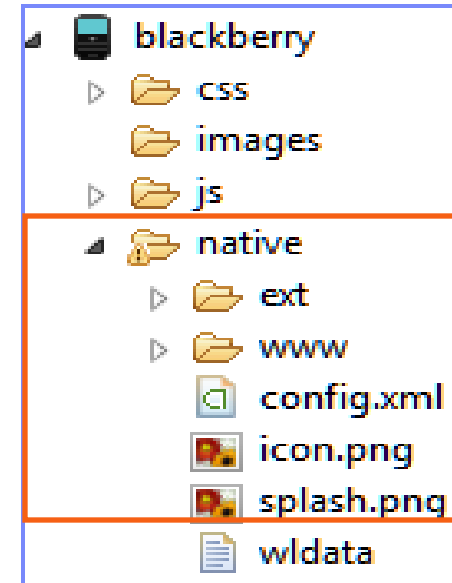 blackberry
css
images
js
native
ext
www
config.xml
icon.png
splash.png
wldata